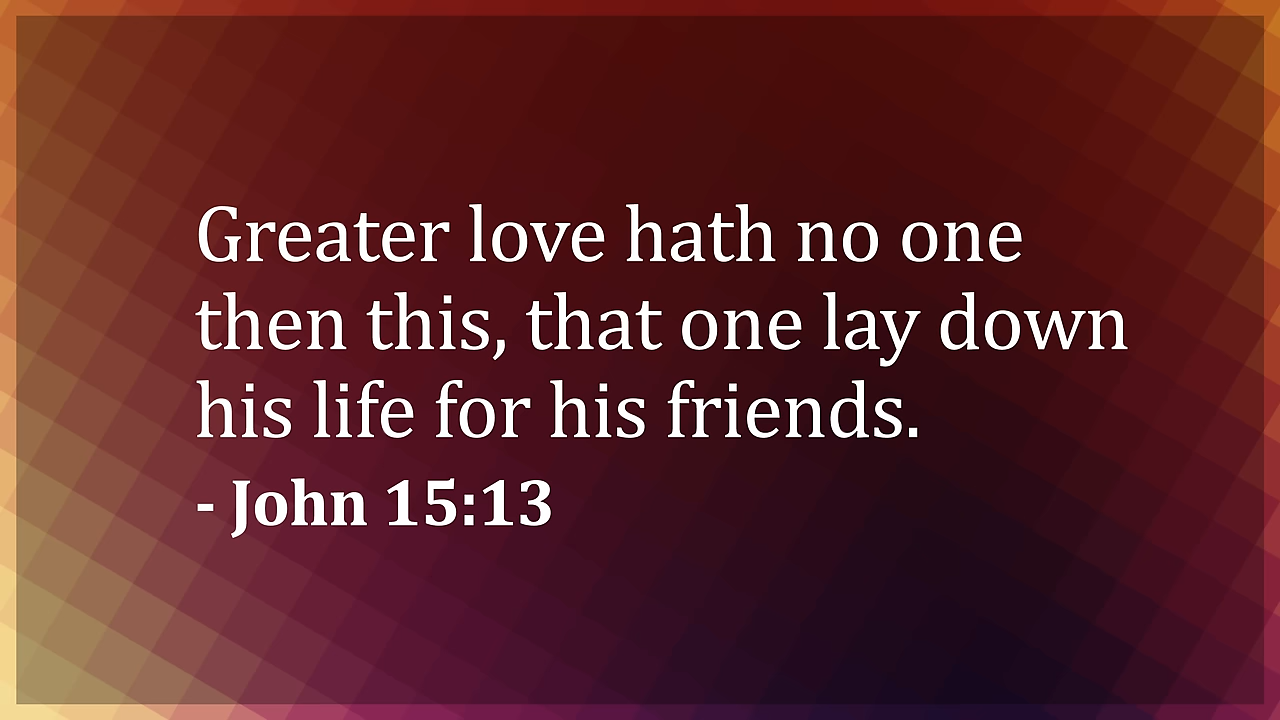 Greater love hath no one
then this, that one lay down
his life for his friends.
- John 15:13